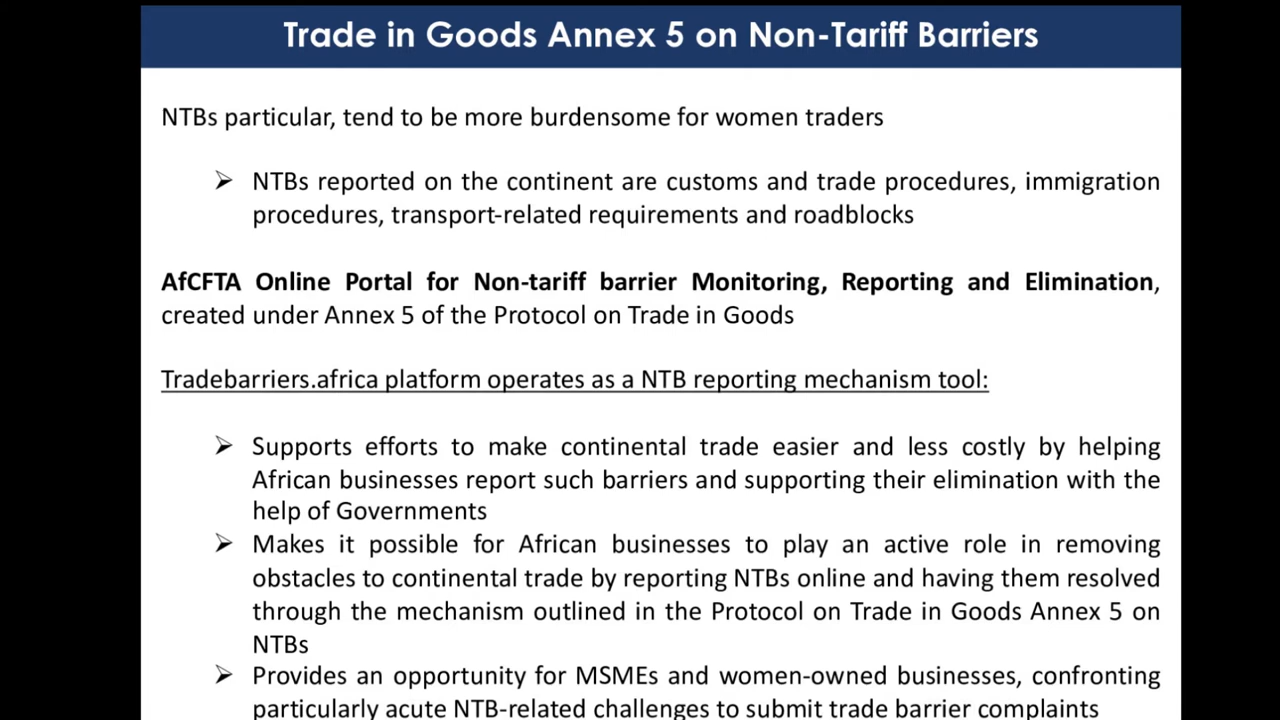 Trade in Goods Annex 5 on Non-Tariff Barriers
NTBs particular, tend to be more burdensome for women traders
➢ NTBs reported on the continent are customs and trade procedures, immigration
procedures, transport-related requirements and roadblocks
AfCFTA Online Portal for Non-tariff barrier Monitoring, Reporting and Elimination,
created under Annex 5 of the Protocol on Trade in Goods
Tradebarriers.africa platform operates as a NTB reporting mechanism tool:
➢ Supports efforts to make continental trade easier and less costly by helping
African businesses report such barriers and supporting their elimination with the
help of Governments
➢ Makes it possible for African businesses to play an active role in removing
obstacles to continental trade by reporting NTBs online and having them resolved
through the mechanism outlined in the Protocol on Trade in Goods Annex 5 on
NTBs
➢ Provides an opportunity for MSMEs and women-owned businesses, confronting
particularly acute NTB-related challenges to submit trade barrier complaints